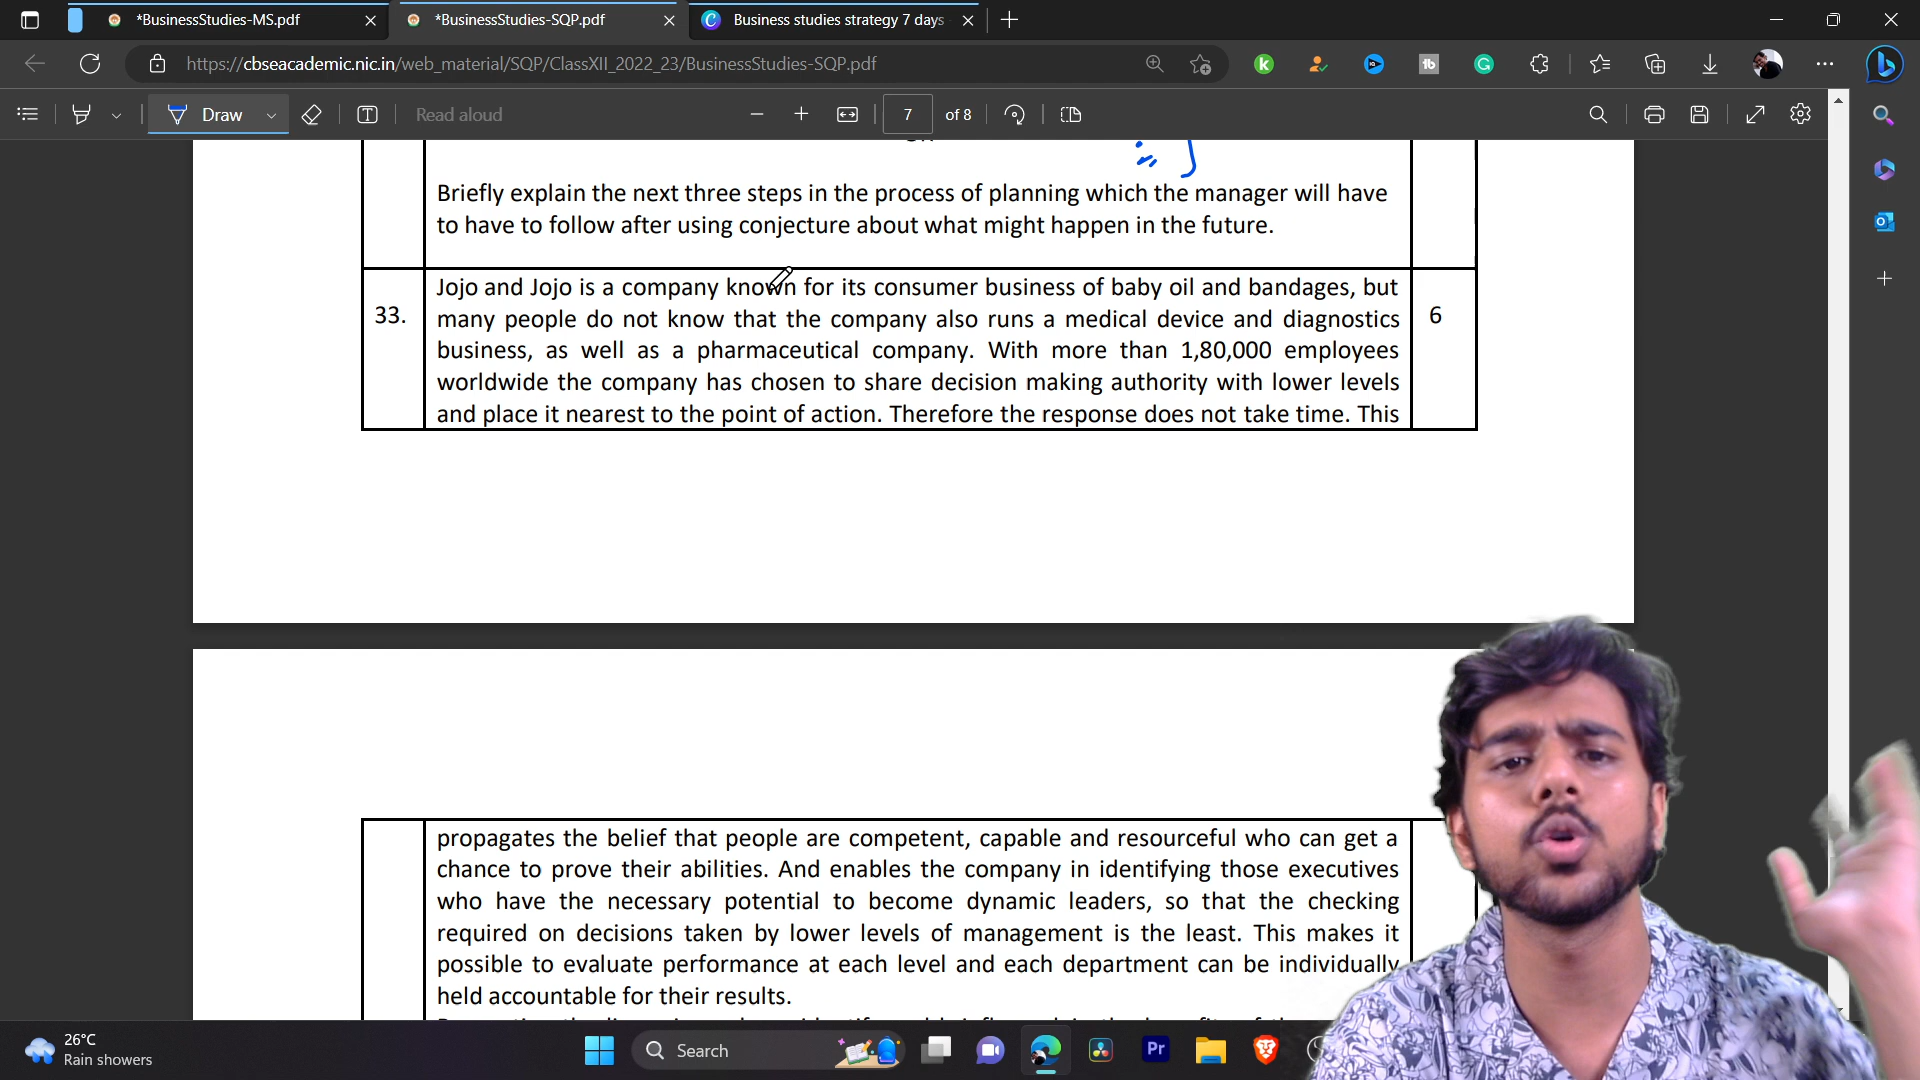 *BusinessStudies-MS.pdf
*BusinessStudies-SQP.pdf
Business studies strategy 7 days
https://cbseacademic.nic.in/web_material/SQP/ClassXII_2022_23/BusinessStudies-SQP.pdf
Draw
Read aloud
7 of 8
Briefly explain the next three steps in the process of planning which the manager will have
to have to follow after using conjecture about what might happen in the future.
33.
Jojo and Jojo is a company known for its consumer business of baby oil and bandages, but
many people do not know that the company also runs a medical device and diagnostics
6
business, as well as a pharmaceutical company. With more than 1,80,000 employees
worldwide the company has chosen to share decision making authority with lower levels
and place it nearest to the point of action. Therefore the response does not take time. This
propagates the belief that people are competent, capable and resourceful who can get a
chance to prove their abilities. And enables the company in identifying those executives
who have the necessary potential to become dynamic leaders, so that the checking
required on decisions taken by lower levels of management is the least. This makes it
possible to evaluate performance at each level and each department can be individually
held accountable for their results.
26°C
Rain showers
Search
Pr